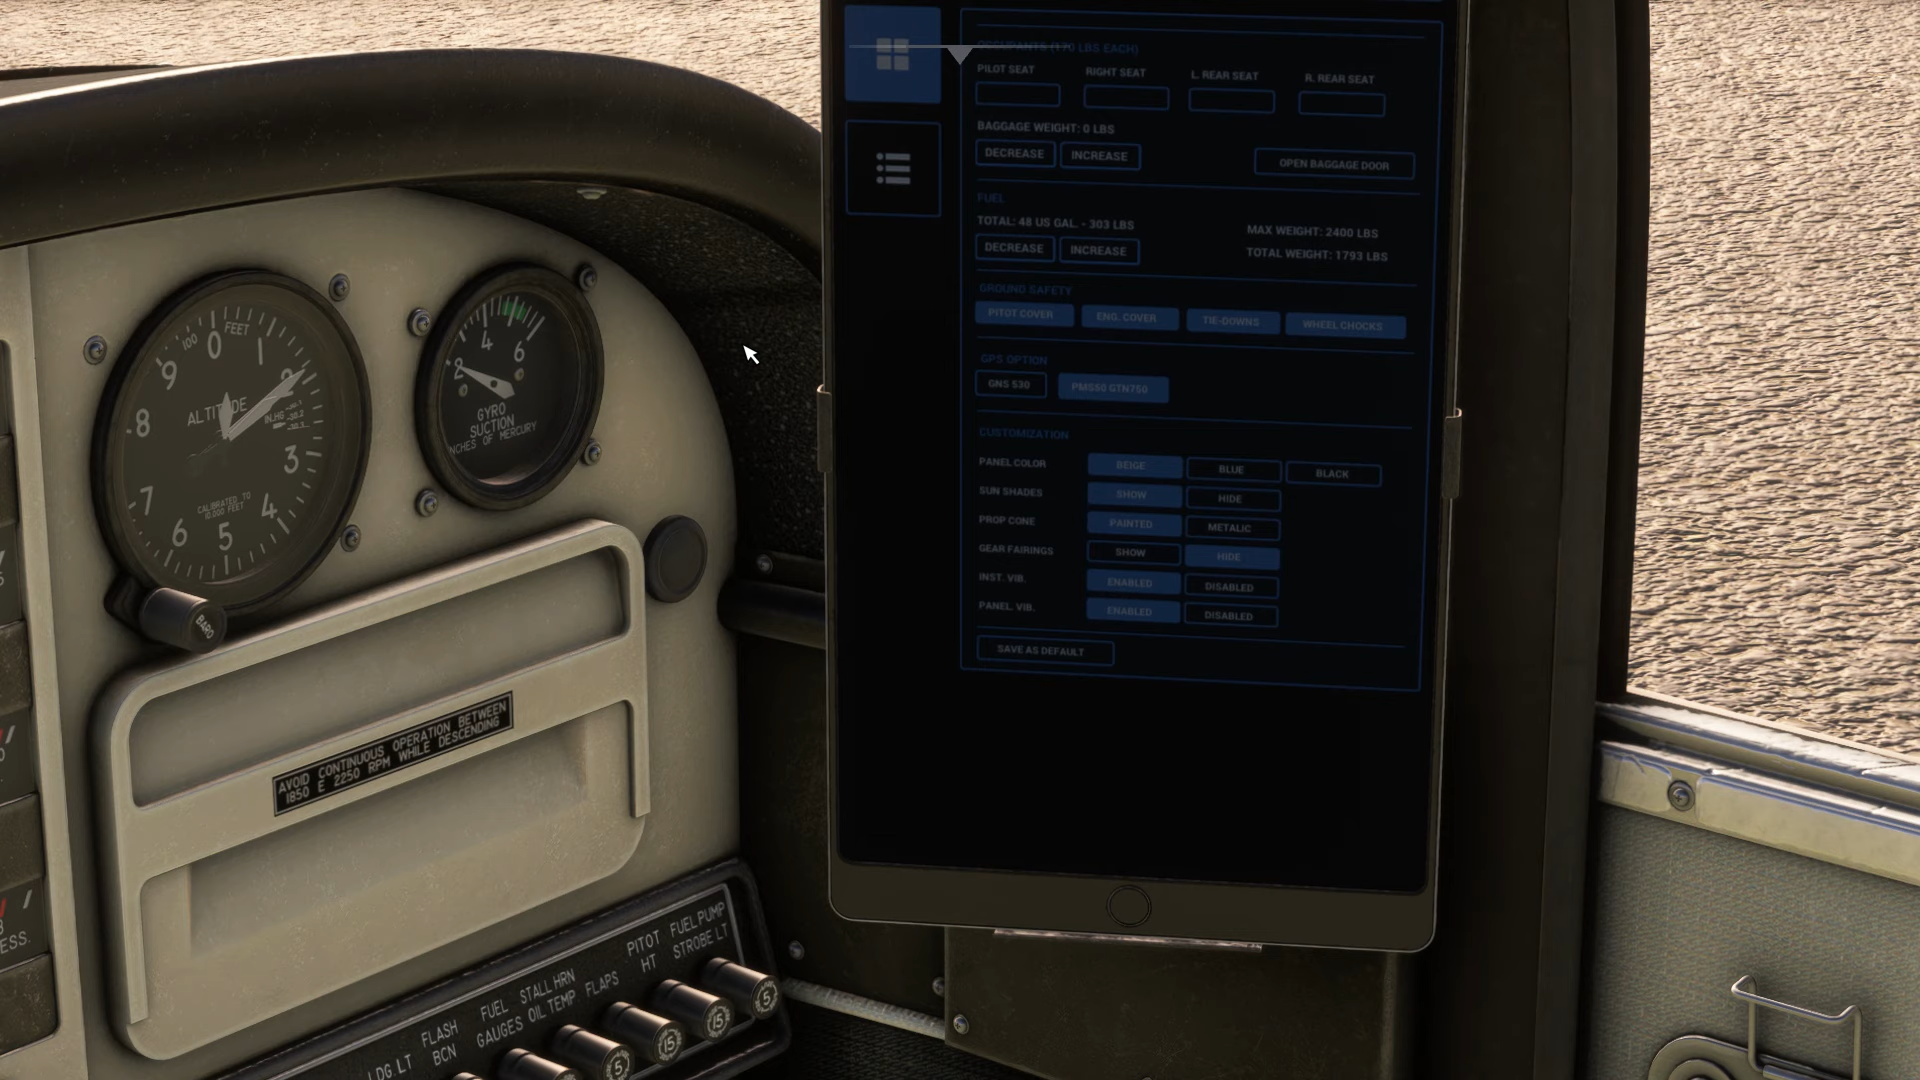 OCCUPANTS (170 LBS EACH)
PILOT SEAT RIGHT SEAT L. REAR SEAT R. REAR SEAT
BAGGAGE WEIGHT: 0 LBS
DECREASE INCREASE OPEN BAGGAGE DOOR
FUEL
TOTAL: 48 US GAL. - 303 LBS MAX WEIGHT: 2400 LBS
DECREASE INCREASE TOTAL WEIGHT: 1793 LBS
GROUND SAFETY
PITOT COVER ENG. COVER TIE-DOWNS WHEEL CHOCKS
GPS OPTION
GNS 530 PMS50 GTN750
CUSTOMIZATION
PANEL COLOR BEIGE BLUE BLACK
SUN SHADES SHOW HIDE
PROP CONE PAINTED METALIC
GEAR FAIRINGS SHOW HIDE
INST. VIB. ENABLED DISABLED
PANEL. VIB. ENABLED DISABLED
SAVE AS DEFAULT
100 FEET
0 1 2 3 4 5 6 7 8 9
ALTITUDE
IN.HG
CALIBRATED TO
10,000 FEET
BARO
2 4 6
GYRO
SUCTION
INCHES OF MERCURY
AVOID CONTINUOUS OPERATION BETWEEN
1850 E 2250 RPM WHILE DESCENDING
ESS.
LDG. LT
FLASH
BCN
FUEL
GAUGES
STALL HRN
OIL TEMP
FLAPS
PITOT
HT
FUEL PUMP
STROBE LT
5 15 15 5